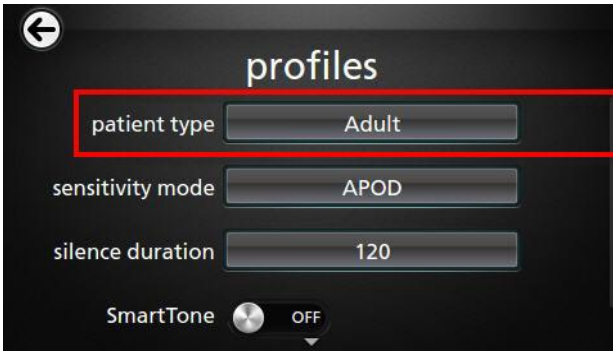 profiles
patient type Adult
sensitivity mode APOD
silence duration 120
SmartTone OFF